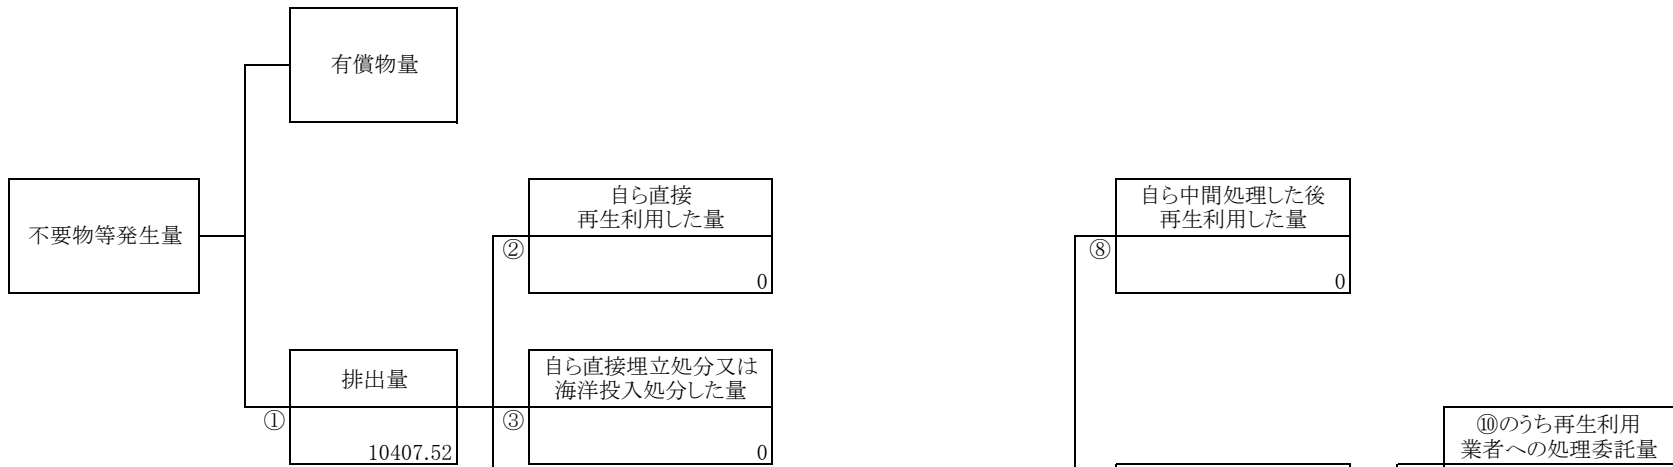 有償物量
不要物等発生量
自ら直接
再生利用した量
②
0
自ら中間処理した後
再生利用した量
⑧
0
排出量
①
10407.52
自ら直接埋立処分又は
海洋投入処分した量
③
0
⑩のうち再生利用
業者への処理委託量